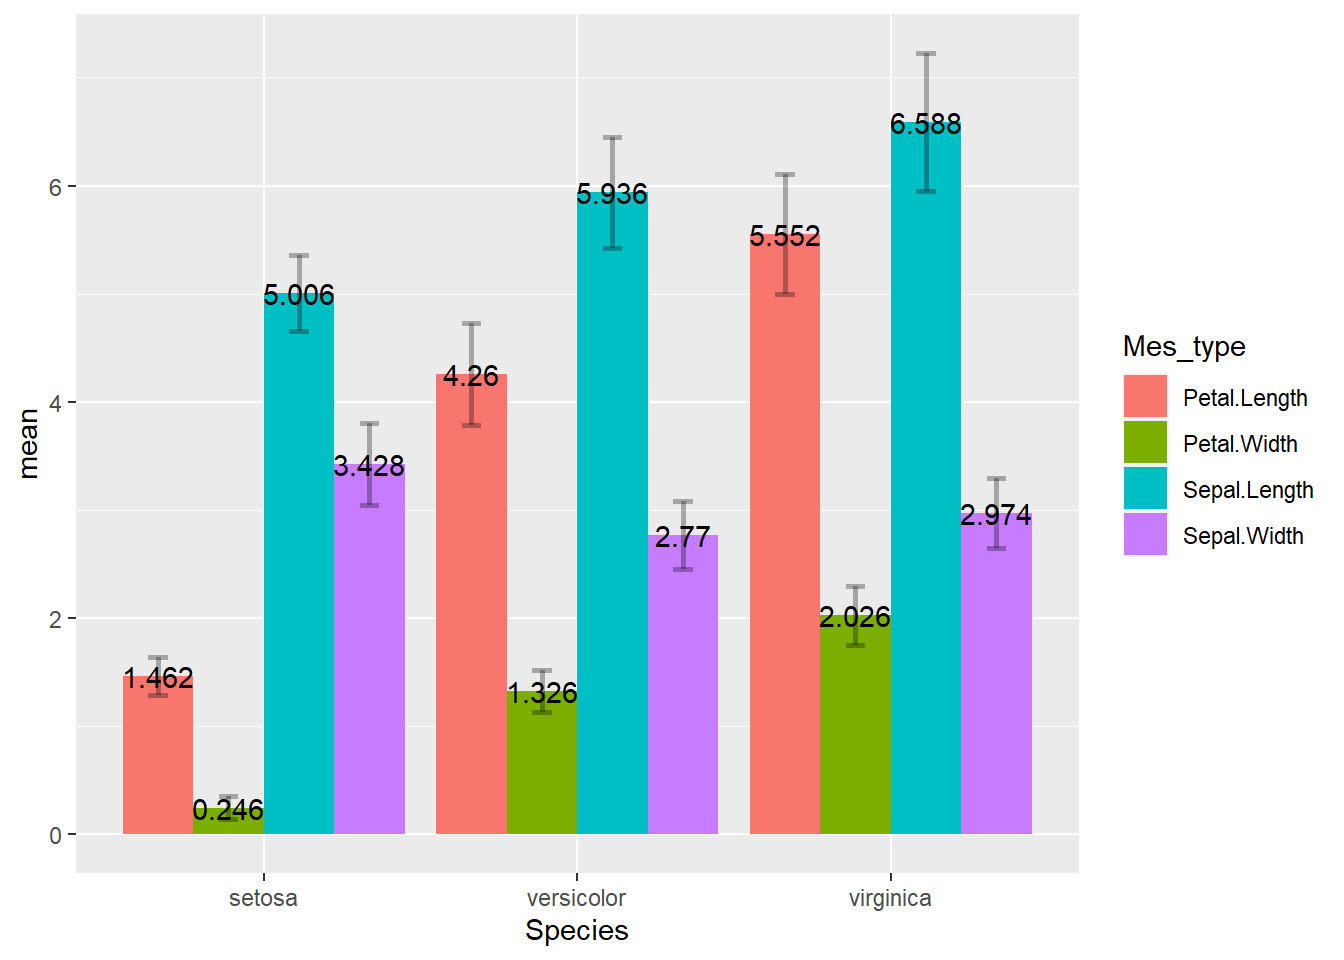 6.588
5.936
5.552
5.006
4.26
3.428
2.974
2.77
2.026
1.462
1.326
0.246
6
4
2
0
mean
setosa versicolor virginica
Species
Mes_type
Petal.Length
Petal.Width
Sepal.Length
Sepal.Width